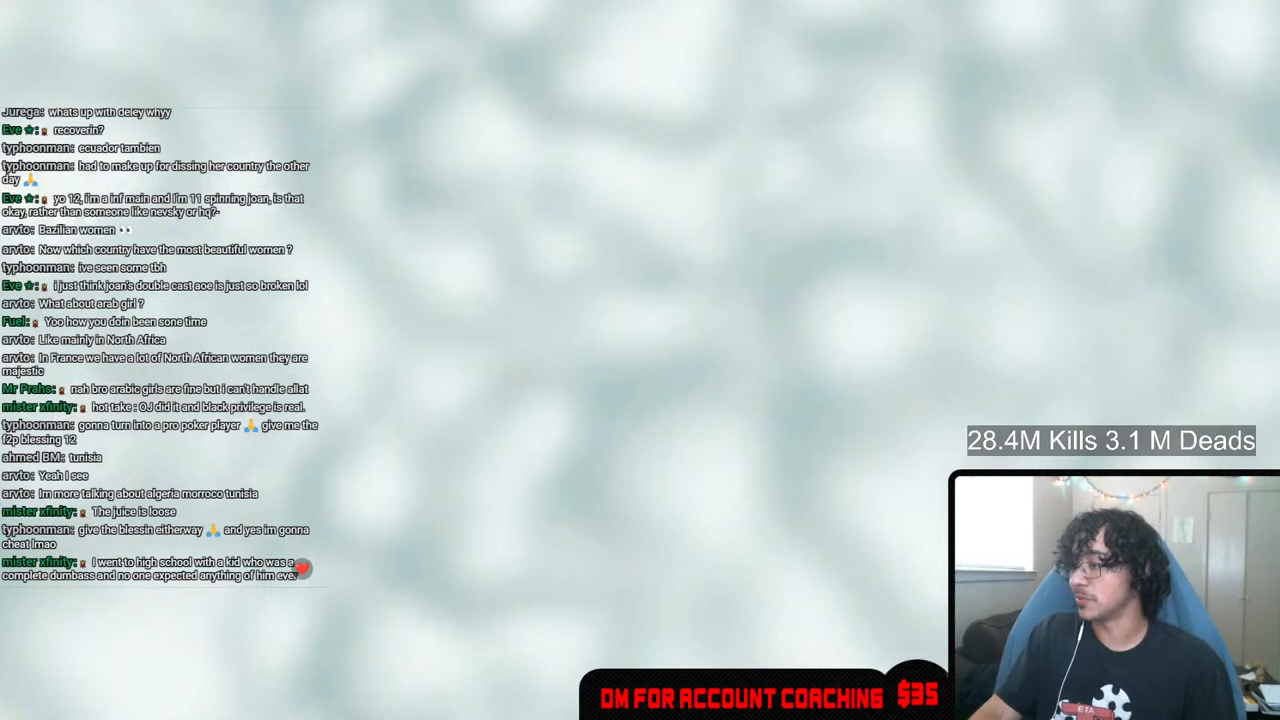 Jurega: whats up with deley whyy
Eve ☆: recoverin?
typhoonman: ecuador tambien
typhoonman: had to make up for dissing her country the other
day 🙏
Eve ☆: yo 12, i'm a inf main and I'm 11 spinning joan, is that
okay, rather than someone like nevsky or hq?-
arvto: Bazilian women 👀
arvto: Now which country have the most beautiful women ?
typhoonman: ive seen some tbh
Eve ☆: i just think joan's double cast aoe is just so broken lol
arvto: What about arab girl ?
Fuel: Yoo how you doin been sone time
arvto: Like mainly in North Africa
arvto: In France we have a lot of North African women they are
majestic
Mr Prahs: nah bro arabic girls are fine but i can't handle allat
mister xfinity: hot take : OJ did it and black privilege is real.
typhoonman: gonna turn into a pro poker player 🙏 give me the
f2p blessing 12
ahmed BM: tunisia
arvto: Yeah I see
arvto: Im more talking about algeria morroco tunisia
mister xfinity: The juice is loose
typhoonman: give the blessin eitherway 🙏 and yes im gonna
cheat lmao
mister xfinity: I went to high school with a kid who was a
complete dumbass and no one expected anything of him ever
28.4M Kills 3.1 M Deads
DM FOR ACCOUNT COACHING $35
ETA